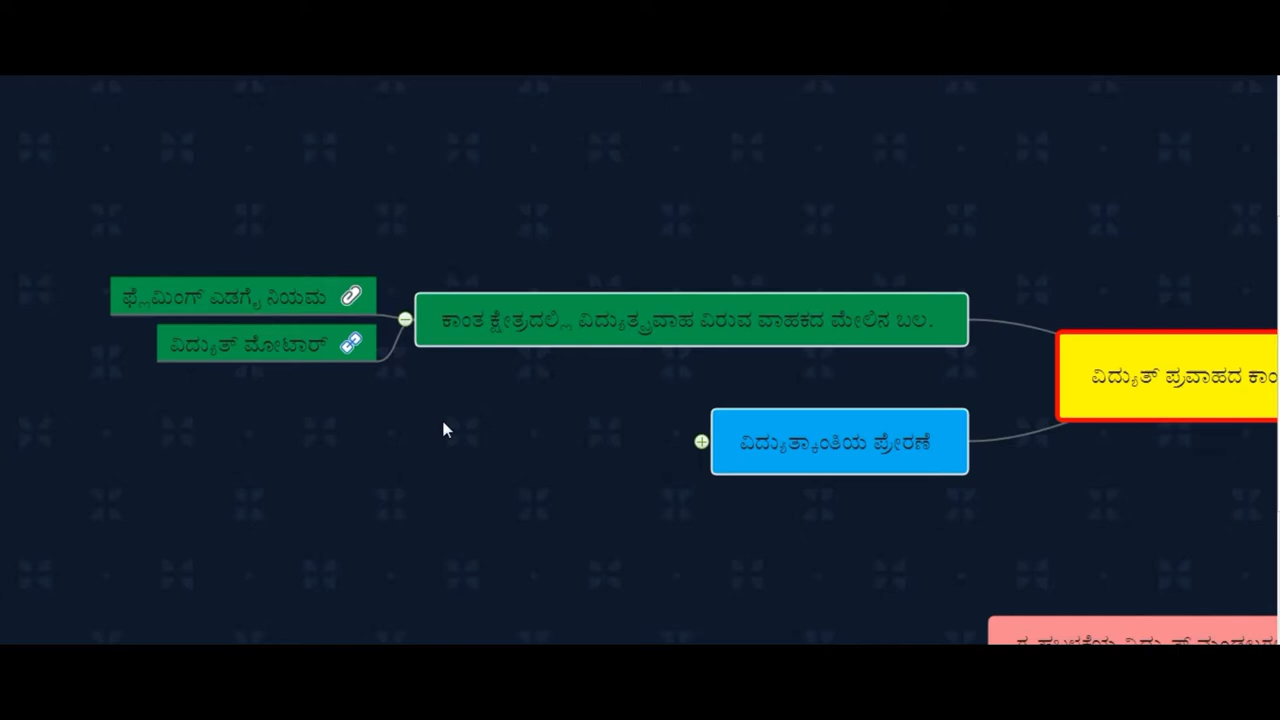 ಫ್ಲೆಮಿಂಗ್ ಎಡಗೈ ನಿಯಮ
ಕಾಂತ ಕ್ಷೇತ್ರದಲ್ಲಿ ವಿದ್ಯುತ್ಪ್ರವಾಹ ವಿರುವ ವಾಹಕದ ಮೇಲಿನ ಬಲ.
ವಿದ್ಯುತ್ ಮೋಟಾರ್
ವಿದ್ಯುತ್ ಪ್ರವಾಹದ ಕಾಂ
ವಿದ್ಯುತ್ಕಾಂತಿಯ ಪ್ರೇರಣೆ